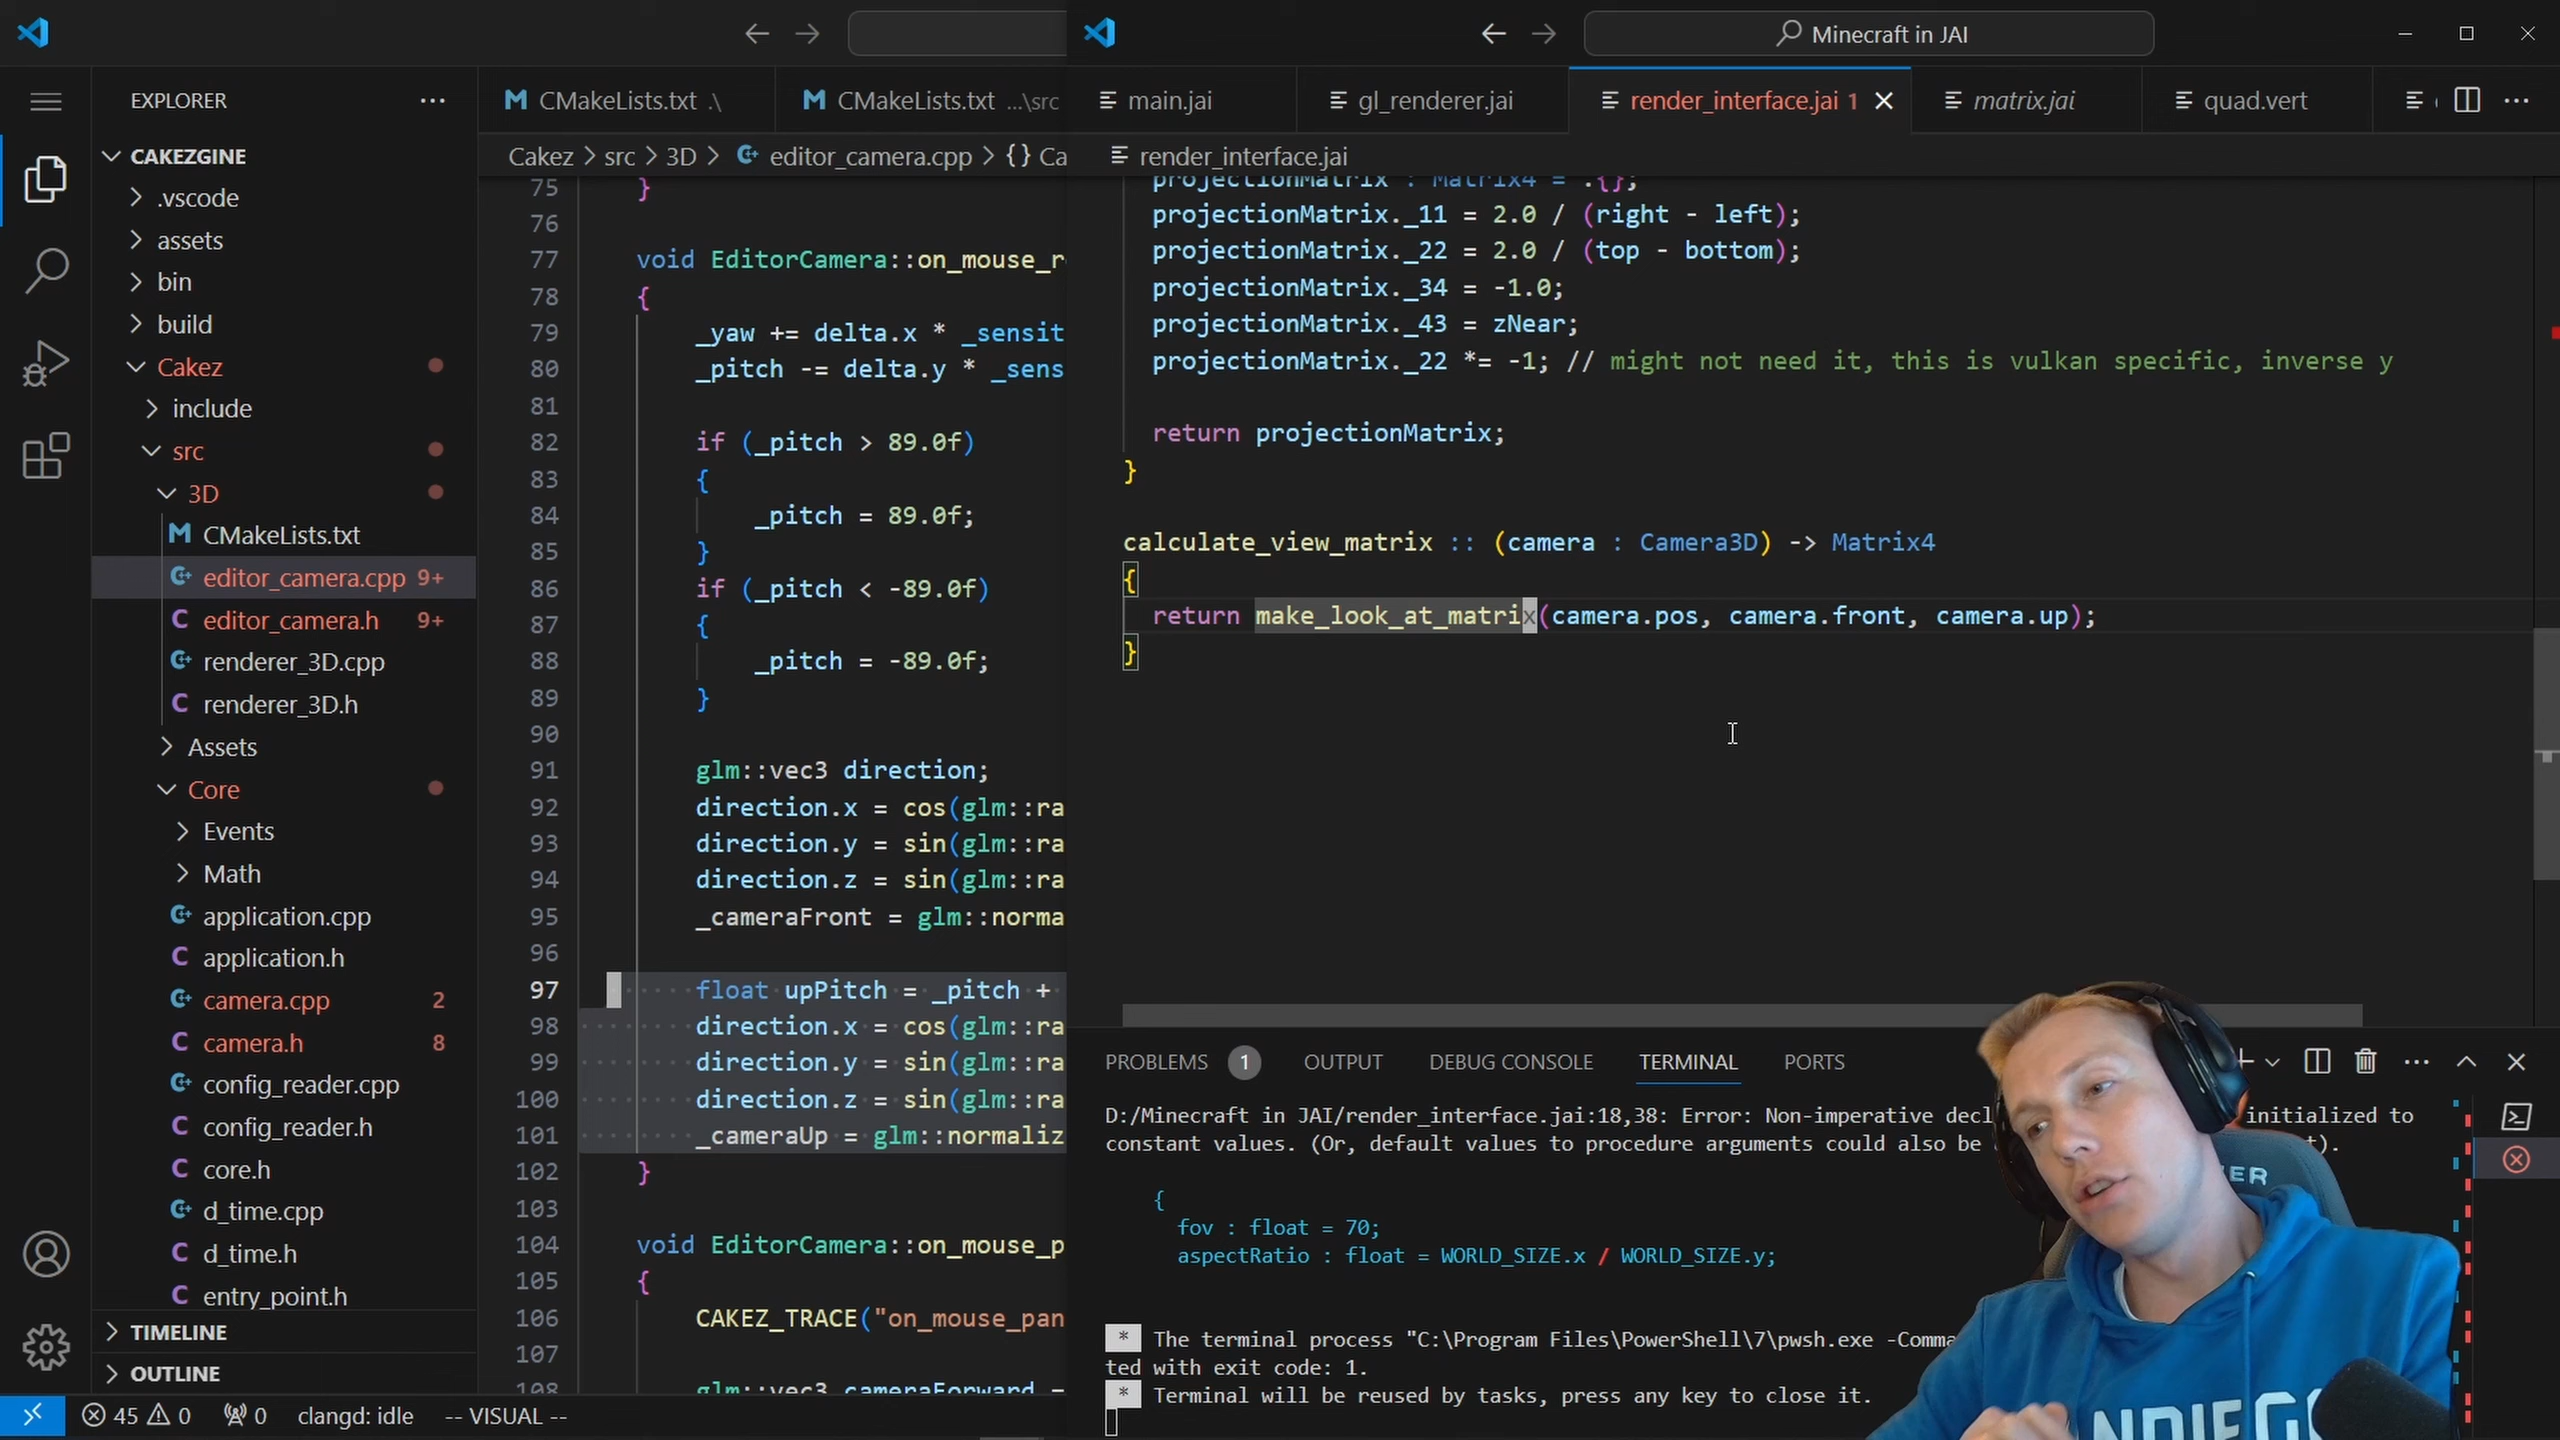 Minecraft in JAI
EXPLORER
CAKEZGINE
.vscode
assets
bin
build
Cakez
include
src
3D
CMakeLists.txt
editor_camera.cpp 9+
editor_camera.h 9+
renderer_3D.cpp
renderer_3D.h
Assets
Core
Events
Math
application.cpp
application.h
camera.cpp 2
camera.h 8
config_reader.cpp
config_reader.h
core.h
d_time.cpp
d_time.h
entry_point.h
TIMELINE
OUTLINE
CMakeLists.txt .\
CMakeLists.txt ...\src
Cakez > src > 3D > editor_camera.cpp > {} Ca
75 }
76
77 void EditorCamera::on_mouse_r
78 {
79 _yaw += delta.x * _sensit
80 _pitch -= delta.y * _sens
81
82 if (_pitch > 89.0f)
83 {
84 _pitch = 89.0f;
85 }
86 if (_pitch < -89.0f)
87 {
88 _pitch = -89.0f;
89 }
90
91 glm::vec3 direction;
92 direction.x = cos(glm::ra
93 direction.y = sin(glm::ra
94 direction.z = sin(glm::ra
95 _cameraFront = glm::norma
96
97 float upPitch = _pitch +
98 direction.x = cos(glm::ra
99 direction.y = sin(glm::ra
100 direction.z = sin(glm::ra
101 _cameraUp = glm::normaliz
102 }
103
104 void EditorCamera::on_mouse_p
105 {
106 CAKEZ_TRACE("on_mouse_pan
107
108 glm::vec3 cameraForward =
main.jai
gl_renderer.jai
render_interface.jai 1
matrix.jai
quad.vert
render_interface.jai
projectionMatrix : Matrix4 = .{};
projectionMatrix._11 = 2.0 / (right - left);
projectionMatrix._22 = 2.0 / (top - bottom);
projectionMatrix._34 = -1.0;
projectionMatrix._43 = zNear;
projectionMatrix._22 *= -1; // might not need it, this is vulkan specific, inverse y
return projectionMatrix;
}
calculate_view_matrix :: (camera : Camera3D) -> Matrix4
{
return make_look_at_matrix(camera.pos, camera.front, camera.up);
}
PROBLEMS 1 OUTPUT DEBUG CONSOLE TERMINAL PORTS
D:/Minecraft in JAI/render_interface.jai:18,38: Error: Non-imperative decl initialized to
constant values. (Or, default values to procedure arguments could also be t).
{
fov : float = 70;
aspectRatio : float = WORLD_SIZE.x / WORLD_SIZE.y;
* The terminal process "C:\Program Files\PowerShell\7\pwsh.exe -Comma
ted with exit code: 1.
* Terminal will be reused by tasks, press any key to close it.
45 0 0 clangd: idle -- VISUAL --